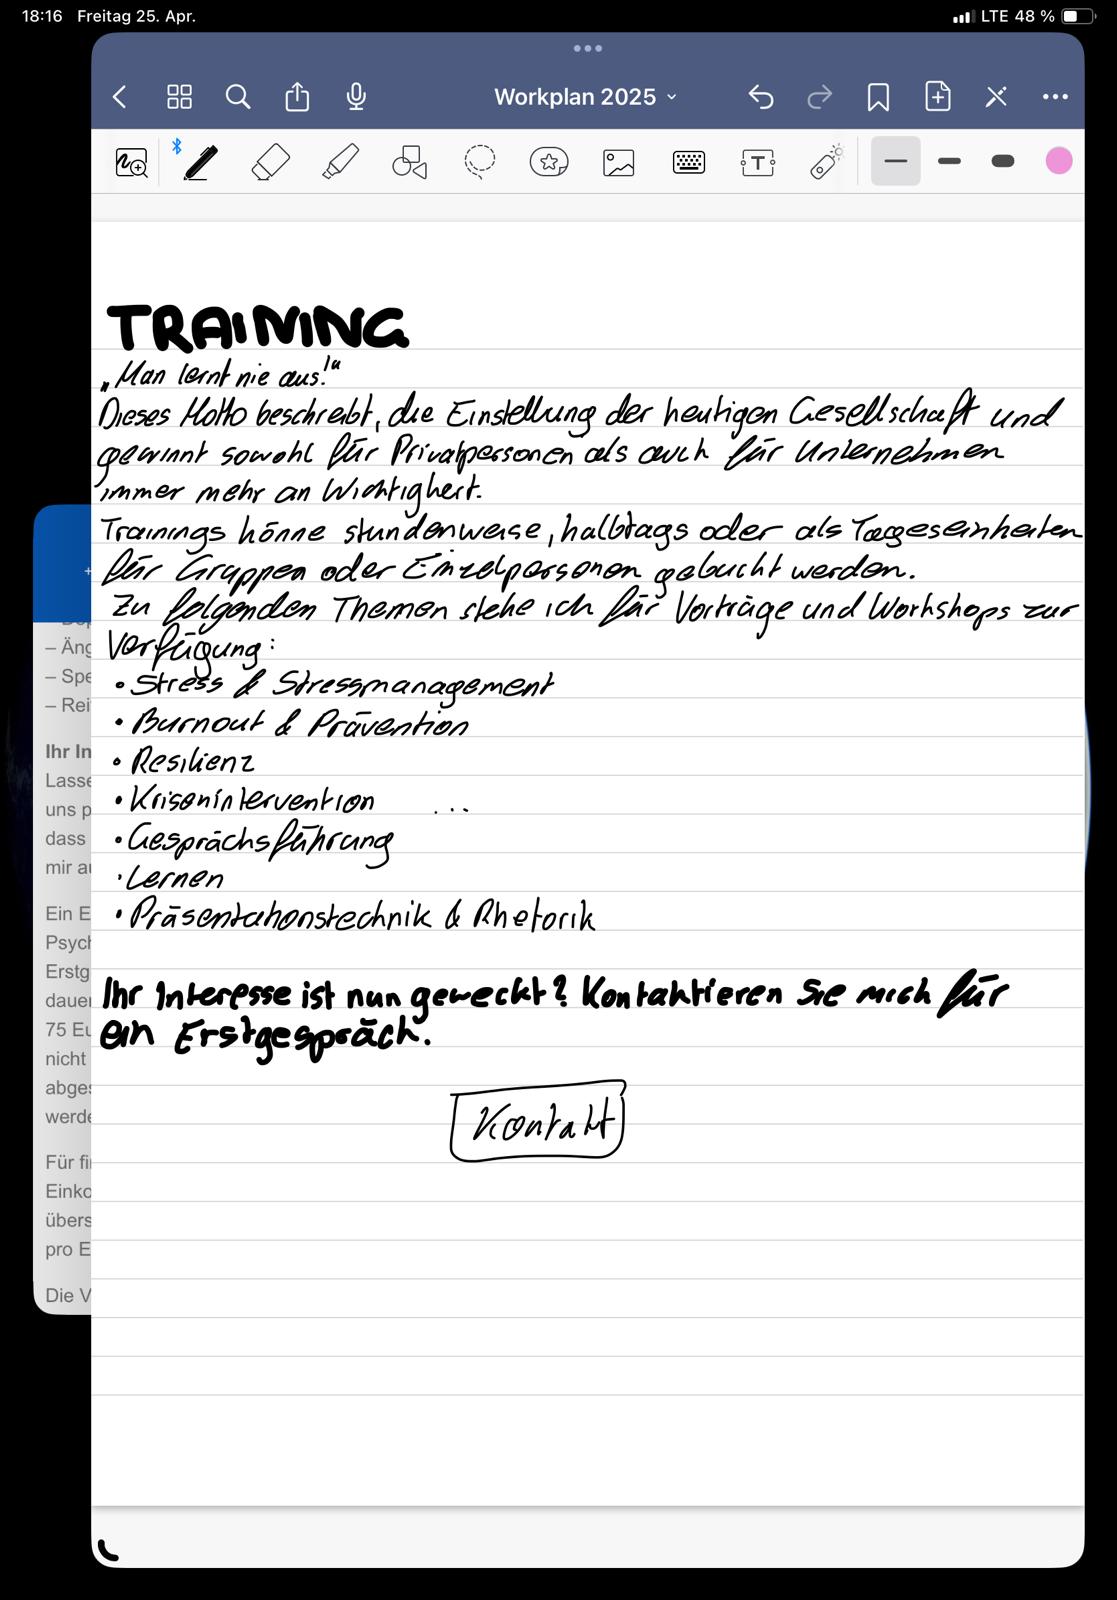 18:16 Freitag 25. Apr. LTE 48 %
Workplan 2025
T
TRAINING
„Man lernt nie aus!“
Dieses Motto beschreibt, die Einstellung der heutigen Gesellschaft und
gewinnt sowohl für Privatpersonen als auch für Unternehmen
immer mehr an Wichtigkeit.
Trainings könne stundenweise, halbtags oder als Tageseinheiten
für Gruppen oder Einzelpersonen gebucht werden.
Zu folgenden Themen stehe ich für Vorträge und Workshops zur
Verfügung:
• Stress & Stressmanagement
• Burnout & Prävention
• Resilienz
• Krisenintervention ...
• Gesprächsführung
• Lernen
• Präsentationstechnik & Rhetorik
Ihr Interesse ist nun geweckt? Kontaktieren Sie mich für
ein Erstgespräch.
Kontakt
– Äng
– Spe
– Rei
Ihr In
Lasse
uns p
dass
mir au
Ein E
Psych
Erstg
dauer
75 Eu
nicht
abges
werde
Für fi
Einko
übers
pro E
Die V